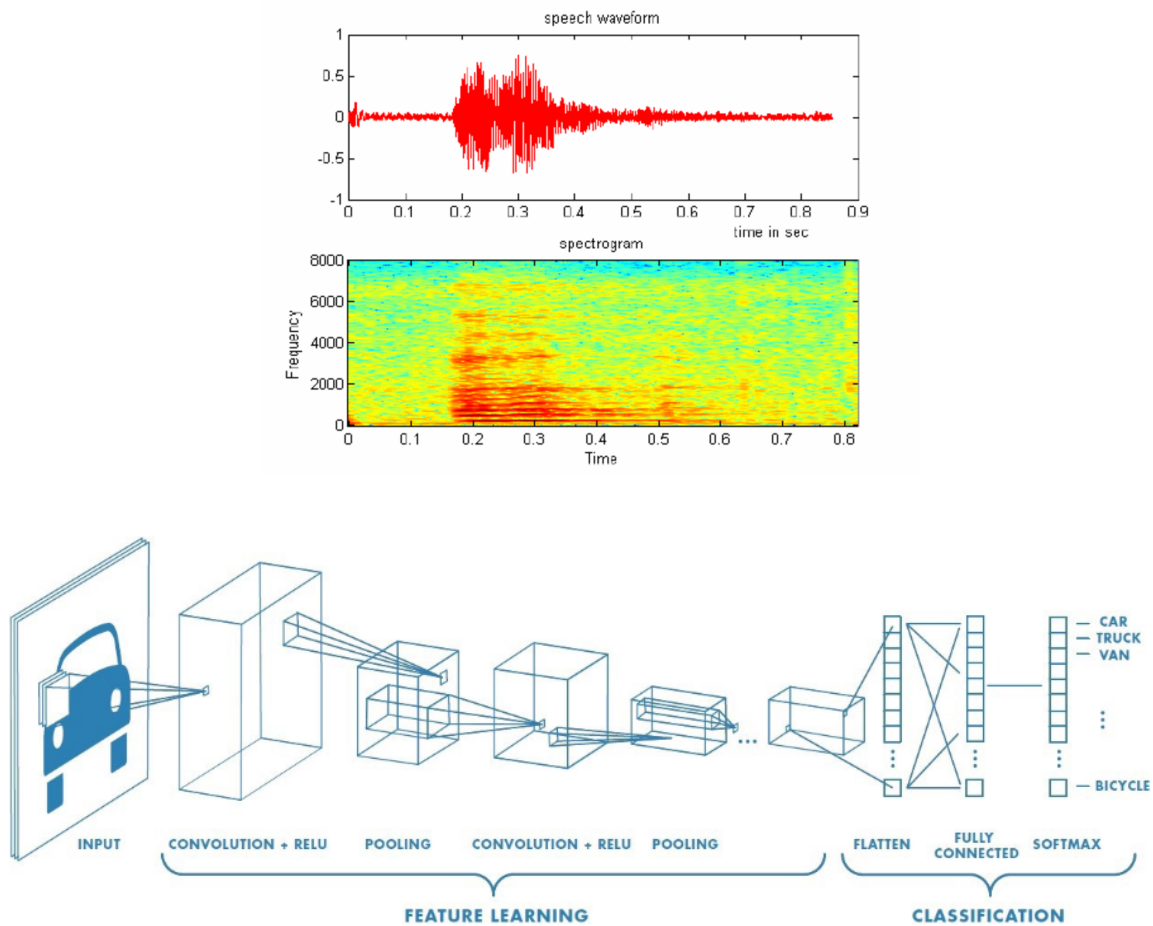 speech waveform
1
0.5
0
-0.5
-1
0 0.1 0.2 0.3 0.4 0.5 0.6 0.7 0.8 0.9
time in sec
spectrogram
8000
6000
4000
2000
0
Frequency
0 0.1 0.2 0.3 0.4 0.5 0.6 0.7 0.8
Time
CAR
TRUCK
VAN
BICYCLE
INPUT CONVOLUTION + RELU POOLING CONVOLUTION + RELU POOLING FLATTEN FULLY CONNECTED SOFTMAX
FEATURE LEARNING CLASSIFICATION